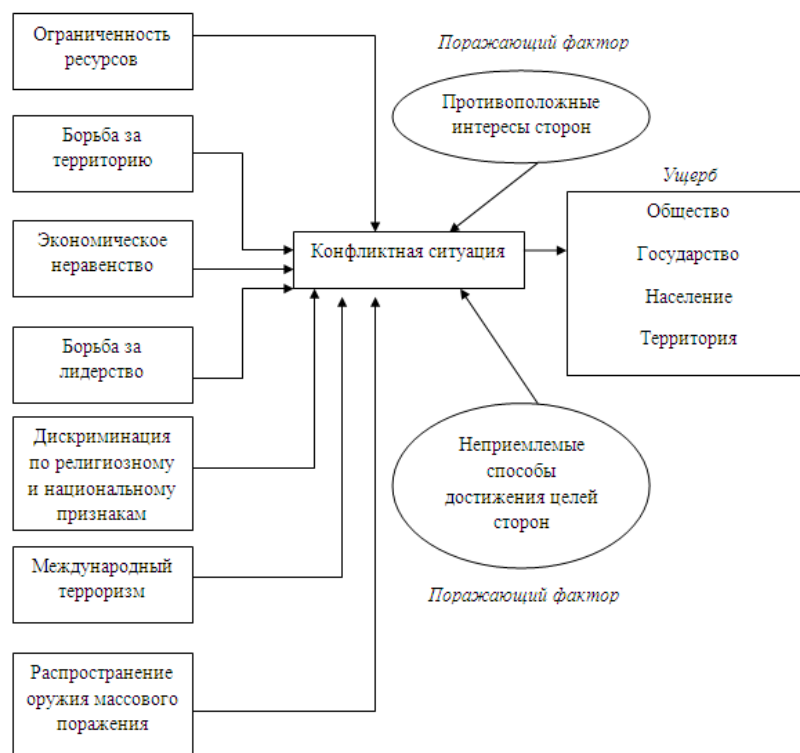 Ограниченность
ресурсов
Борьба за
территорию
Экономическое
неравенство
Борьба за
лидерство
Дискриминация
по религиозному
и национальному
признакам
Международный
терроризм
Распространение
оружия массового
поражения
Конфликтная ситуация
Поражающий фактор
Противоположные
интересы сторон
Неприемлемые
способы
достижения целей
сторон
Поражающий фактор
Ущерб
Общество
Государство
Население
Территория